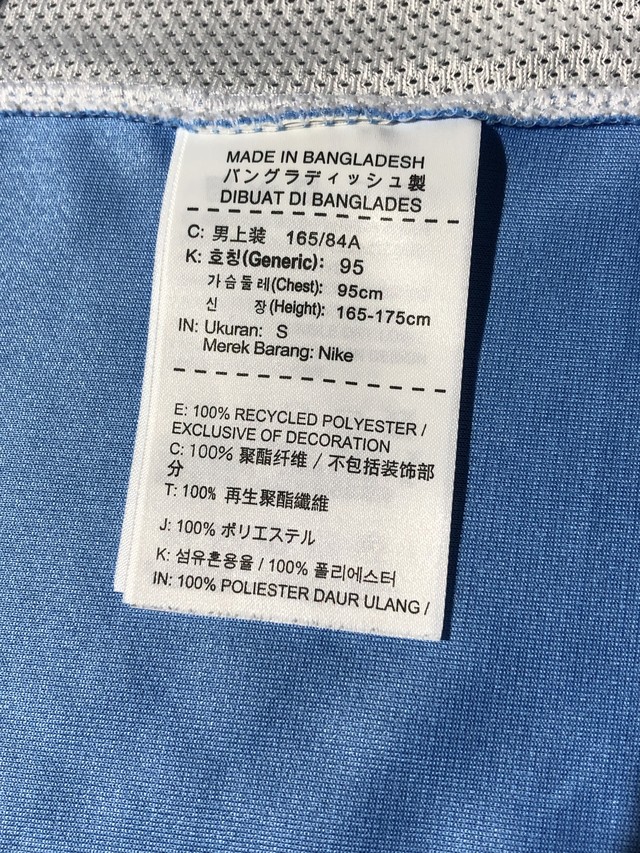 MADE IN BANGLADESH
バングラディッシュ製
DIBUAT DI BANGLADES
C: 男上装 165/84A
K: 호칭(Generic): 95
가슴둘레(Chest): 95cm
신 장(Height): 165-175cm
IN: Ukuran: S
Merek Barang: Nike
E: 100% RECYCLED POLYESTER /
EXCLUSIVE OF DECORATION
C: 100% 聚酯纤维 / 不包括装饰部
分
T: 100% 再生聚酯纖維
J: 100% ポリエステル
K: 섬유혼용율 / 100% 폴리에스터
IN: 100% POLIESTER DAUR ULANG /